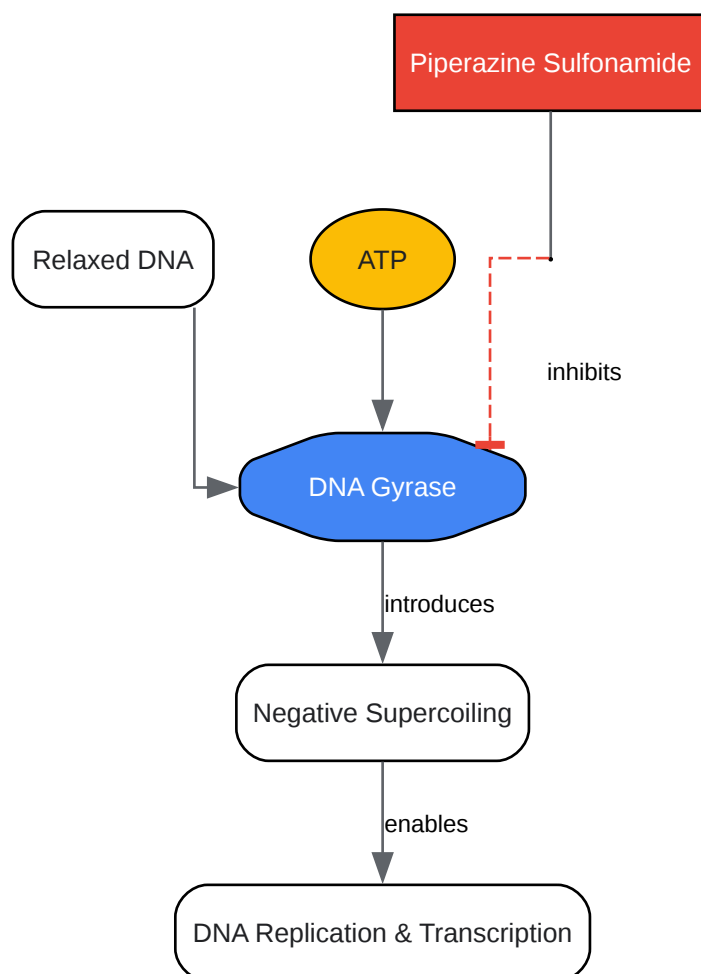 Piperazine Sulfonamide
Relaxed DNA
ATP
inhibits
DNA Gyrase
introduces
Negative Supercoiling
enables
DNA Replication & Transcription